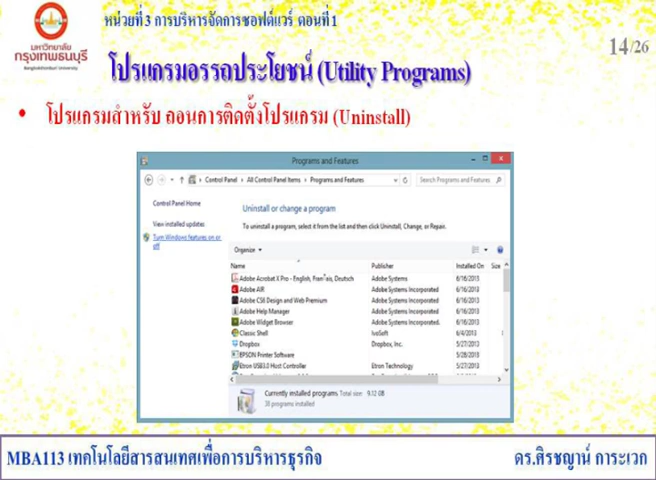 หน่วยที่ 3 การบริหารจัดการซอฟต์แวร์ ตอนที่ 1
14/26
มหาวิทยาลัย
กรุงเทพธนบุรี
Bangkokthonburi University
โปรแกรมอรรถประโยชน์ (Utility Programs)
• โปรแกรมสำหรับ ถอนการติดตั้งโปรแกรม (Uninstall)
Programs and Features
Control Panel › All Control Panel Items › Programs and Features
Search Programs and Features
Control Panel Home
View installed updates
Turn Windows features on or off
Uninstall or change a program
To uninstall a program, select it from the list and then click Uninstall, Change, or Repair.
Organize
Name Publisher Installed On Size
Adobe Acrobat X Pro - English, Français, Deutsch Adobe Systems 6/16/2013
Adobe AIR Adobe Systems Incorporated 6/16/2013
Adobe CS6 Design and Web Premium Adobe Systems Incorporated 6/16/2013
Adobe Help Manager Adobe Systems Incorporated 6/16/2013
Adobe Widget Browser Adobe Systems Incorporated. 6/16/2013
Classic Shell IvoSoft 6/4/2013
Dropbox Dropbox, Inc. 5/27/2013
EPSON Printer Software 5/28/2013
Etron USB3.0 Host Controller Etron Technology 5/27/2013
Currently installed programs Total size: 9.12 GB
programs installed
MBA113 เทคโนโลยีสารสนเทศเพื่อการบริหารธุรกิจ
ดร.ศิรชญาน์ การะเวก